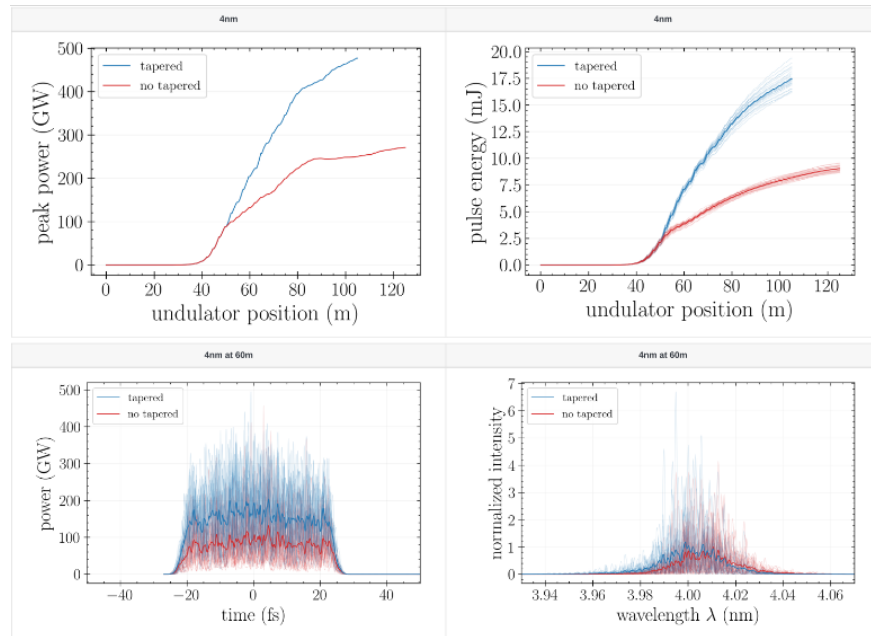 4nm
500
400
300
200
100
0
peak power (GW)
tapered
no tapered
0 20 40 60 80 100 120
undulator position (m)
4nm
20.0
17.5
15.0
12.5
10.0
7.5
5.0
2.5
0.0
pulse energy (mJ)
tapered
no tapered
0 20 40 60 80 100 120
undulator position (m)
4nm at 60m
500
400
300
200
100
0
power (GW)
tapered
no tapered
−40 −20 0 20 40
time (fs)
4nm at 60m
7
6
5
4
3
2
1
0
normalized intensity
tapered
no tapered
3.94 3.96 3.98 4.00 4.02 4.04 4.06
wavelength λ (nm)